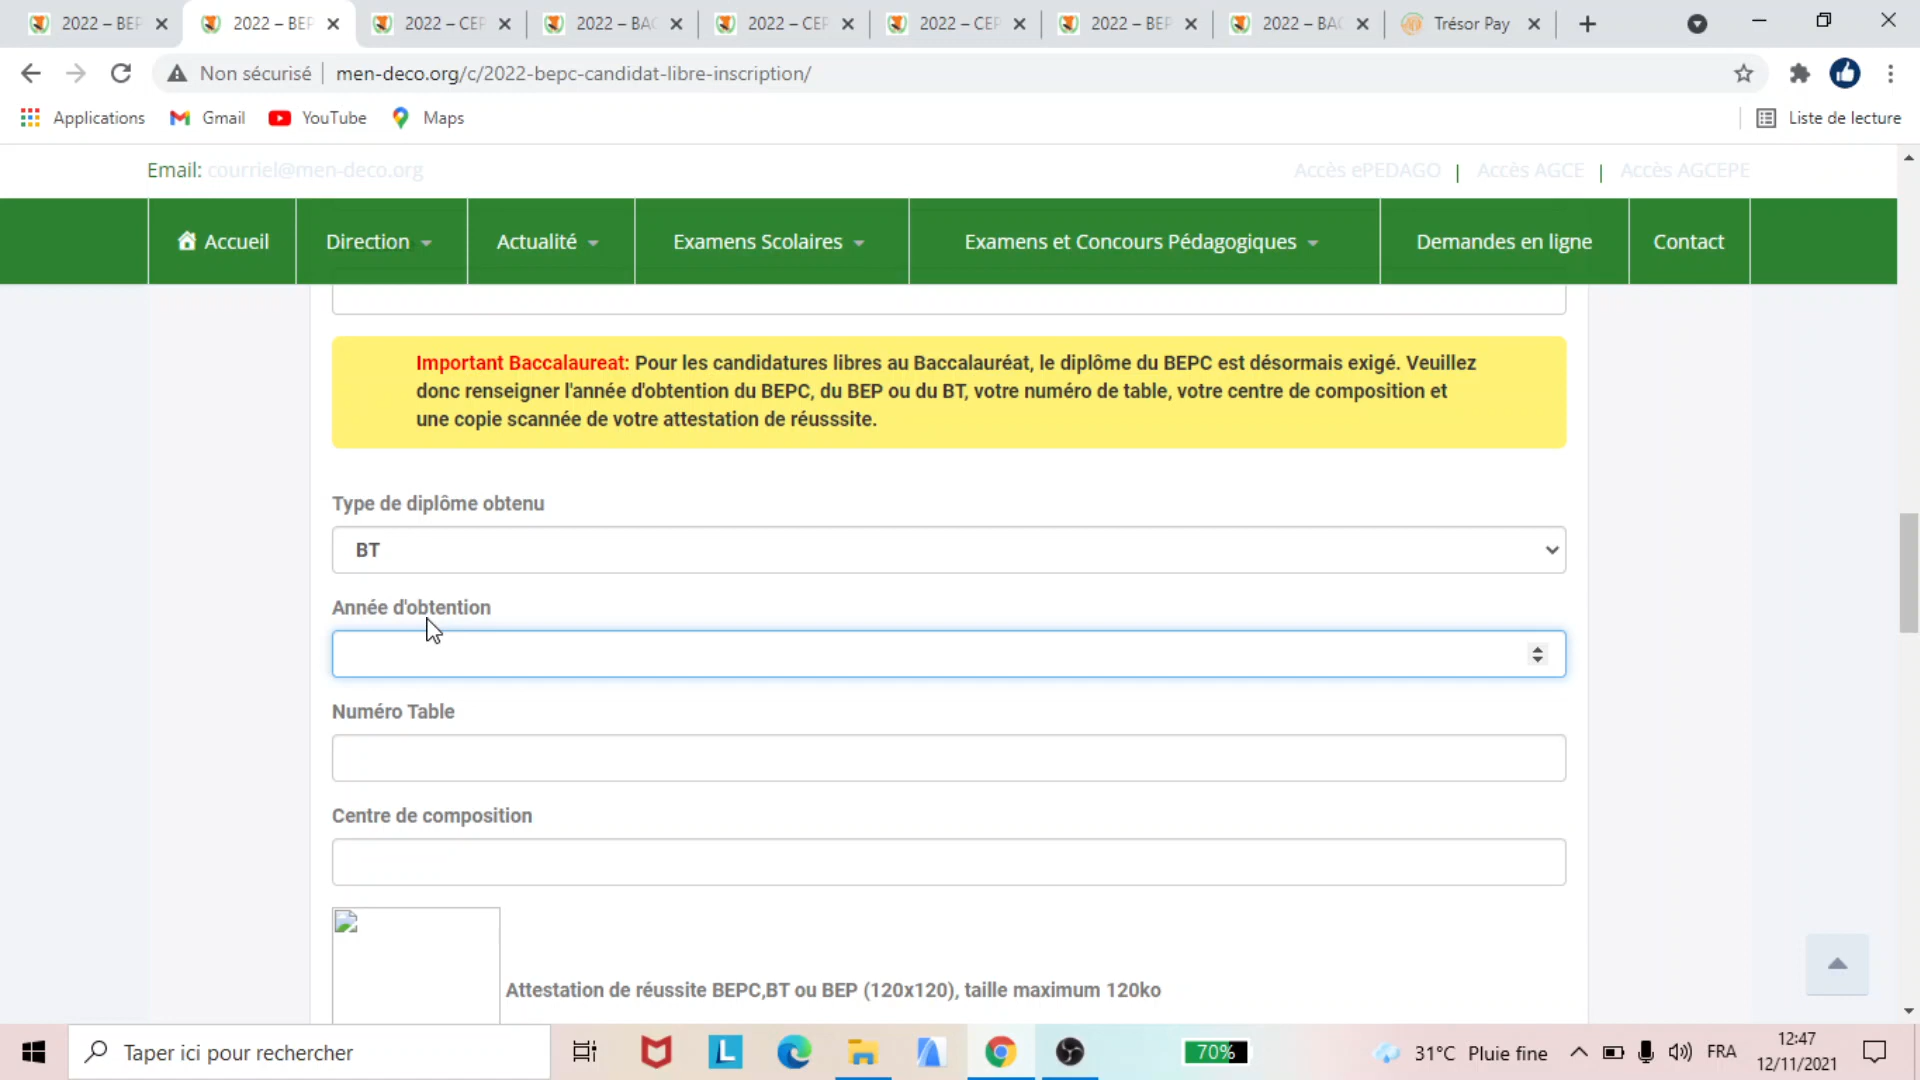 2022 – BEP
2022 – BEP
2022 – CEP
2022 – BAC
2022 – CEP
2022 – CEP
2022 – BEP
2022 – BAC
Trésor Pay
Non sécurisé
men-deco.org/c/2022-bepc-candidat-libre-inscription/
Applications
Gmail
YouTube
Maps
Liste de lecture
Email: courriel@men-deco.org
Accès ePEDAGO | Accès AGCE | Accès AGCEPE
Accueil
Direction
Actualité
Examens Scolaires
Examens et Concours Pédagogiques
Demandes en ligne
Contact
Important Baccalaureat: Pour les candidatures libres au Baccalauréat, le diplôme du BEPC est désormais exigé. Veuillez
donc renseigner l'année d'obtention du BEPC, du BEP ou du BT, votre numéro de table, votre centre de composition et
une copie scannée de votre attestation de réusssite.
Type de diplôme obtenu
BT
Année d'obtention
Numéro Table
Centre de composition
Attestation de réussite BEPC,BT ou BEP (120x120), taille maximum 120ko
Taper ici pour rechercher
L
70%
31°C Pluie fine
FRA
12:47
12/11/2021